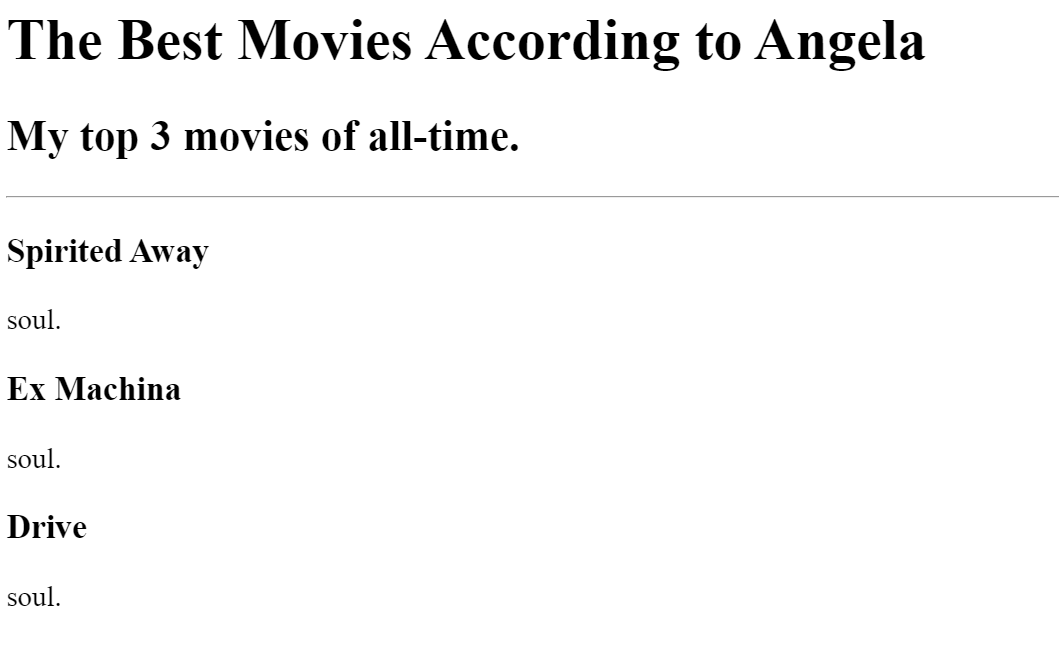 The Best Movies According to Angela
My top 3 movies of all-time.
Spirited Away
soul.
Ex Machina
soul.
Drive
soul.